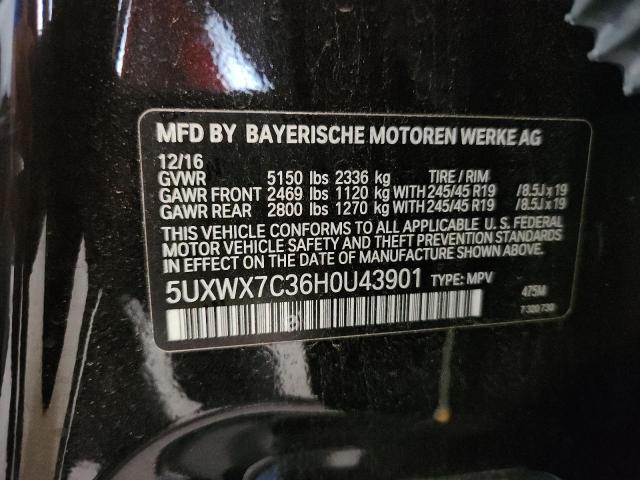 MFD BY BAYERISCHE MOTOREN WERKE AG
12/16
GVWR 5150 lbs 2336 kg TIRE / RIM
GAWR FRONT 2469 lbs 1120 kg WITH 245/45 R19 /8.5J x 19
GAWR REAR 2800 lbs 1270 kg WITH 245/45 R19 /8.5J x 19
THIS VEHICLE CONFORMS TO ALL APPLICABLE U. S. FEDERAL
MOTOR VEHICLE SAFETY AND THEFT PREVENTION STANDARDS
IN EFFECT ON THE DATE OF MANUFACTURE SHOWN ABOVE.
5UXWX7C36H0U43901 TYPE: MPV 475M
7 320 730